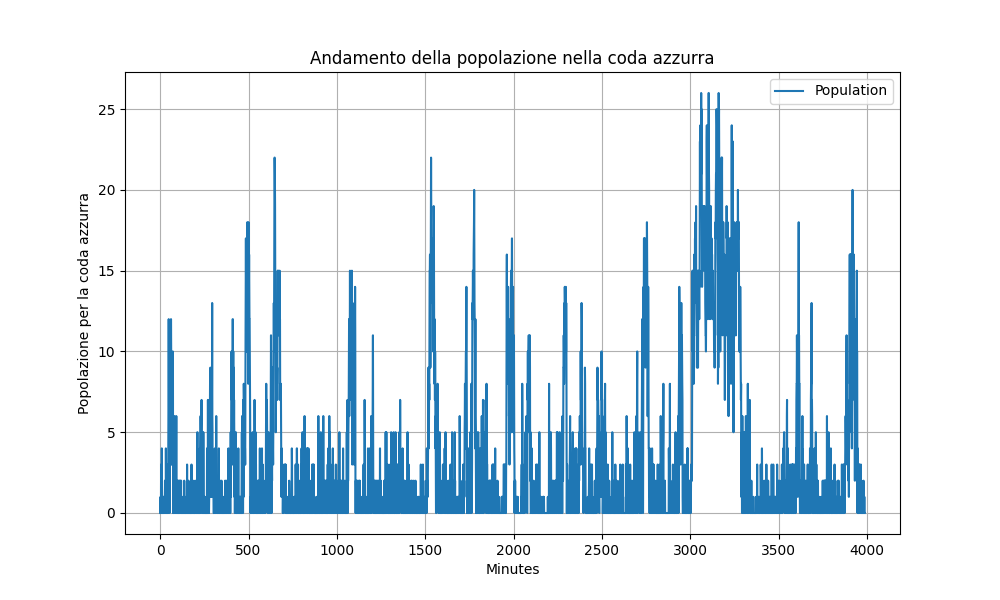 Andamento della popolazione nella coda azzurra
Population
Popolazione per la coda azzurra
25
20
15
10
5
0
0 500 1000 1500 2000 2500 3000 3500 4000
Minutes